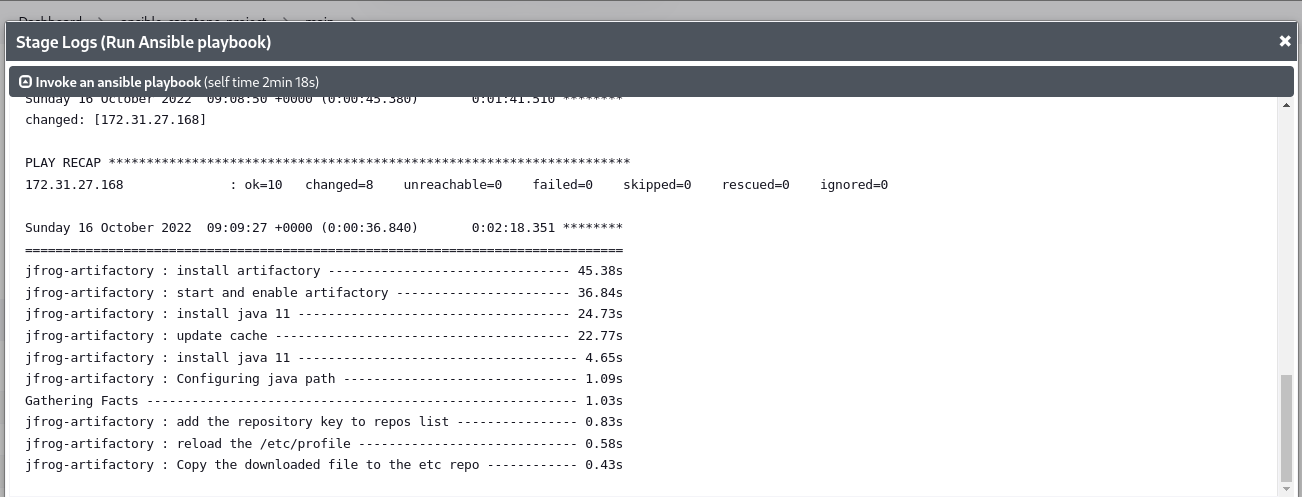 Dashboard > ansible-capstone-project > main >
Stage Logs (Run Ansible playbook)
Invoke an ansible playbook (self time 2min 18s)
Sunday 16 October 2022  09:08:50 +0000 (0:00:45.380)       0:01:41.510 ********
changed: [172.31.27.168]
PLAY RECAP *********************************************************************
172.31.27.168              : ok=10   changed=8    unreachable=0    failed=0    skipped=0    rescued=0    ignored=0
Sunday 16 October 2022  09:09:27 +0000 (0:00:36.840)       0:02:18.351 ********
===============================================================================
jfrog-artifactory : install artifactory -------------------------------- 45.38s
jfrog-artifactory : start and enable artifactory ----------------------- 36.84s
jfrog-artifactory : install java 11 ------------------------------------ 24.73s
jfrog-artifactory : update cache --------------------------------------- 22.77s
jfrog-artifactory : install java 11 ------------------------------------- 4.65s
jfrog-artifactory : Configuring java path ------------------------------- 1.09s
Gathering Facts --------------------------------------------------------- 1.03s
jfrog-artifactory : add the repository key to repos list ---------------- 0.83s
jfrog-artifactory : reload the /etc/profile ----------------------------- 0.58s
jfrog-artifactory : Copy the downloaded file to the etc repo ------------ 0.43s